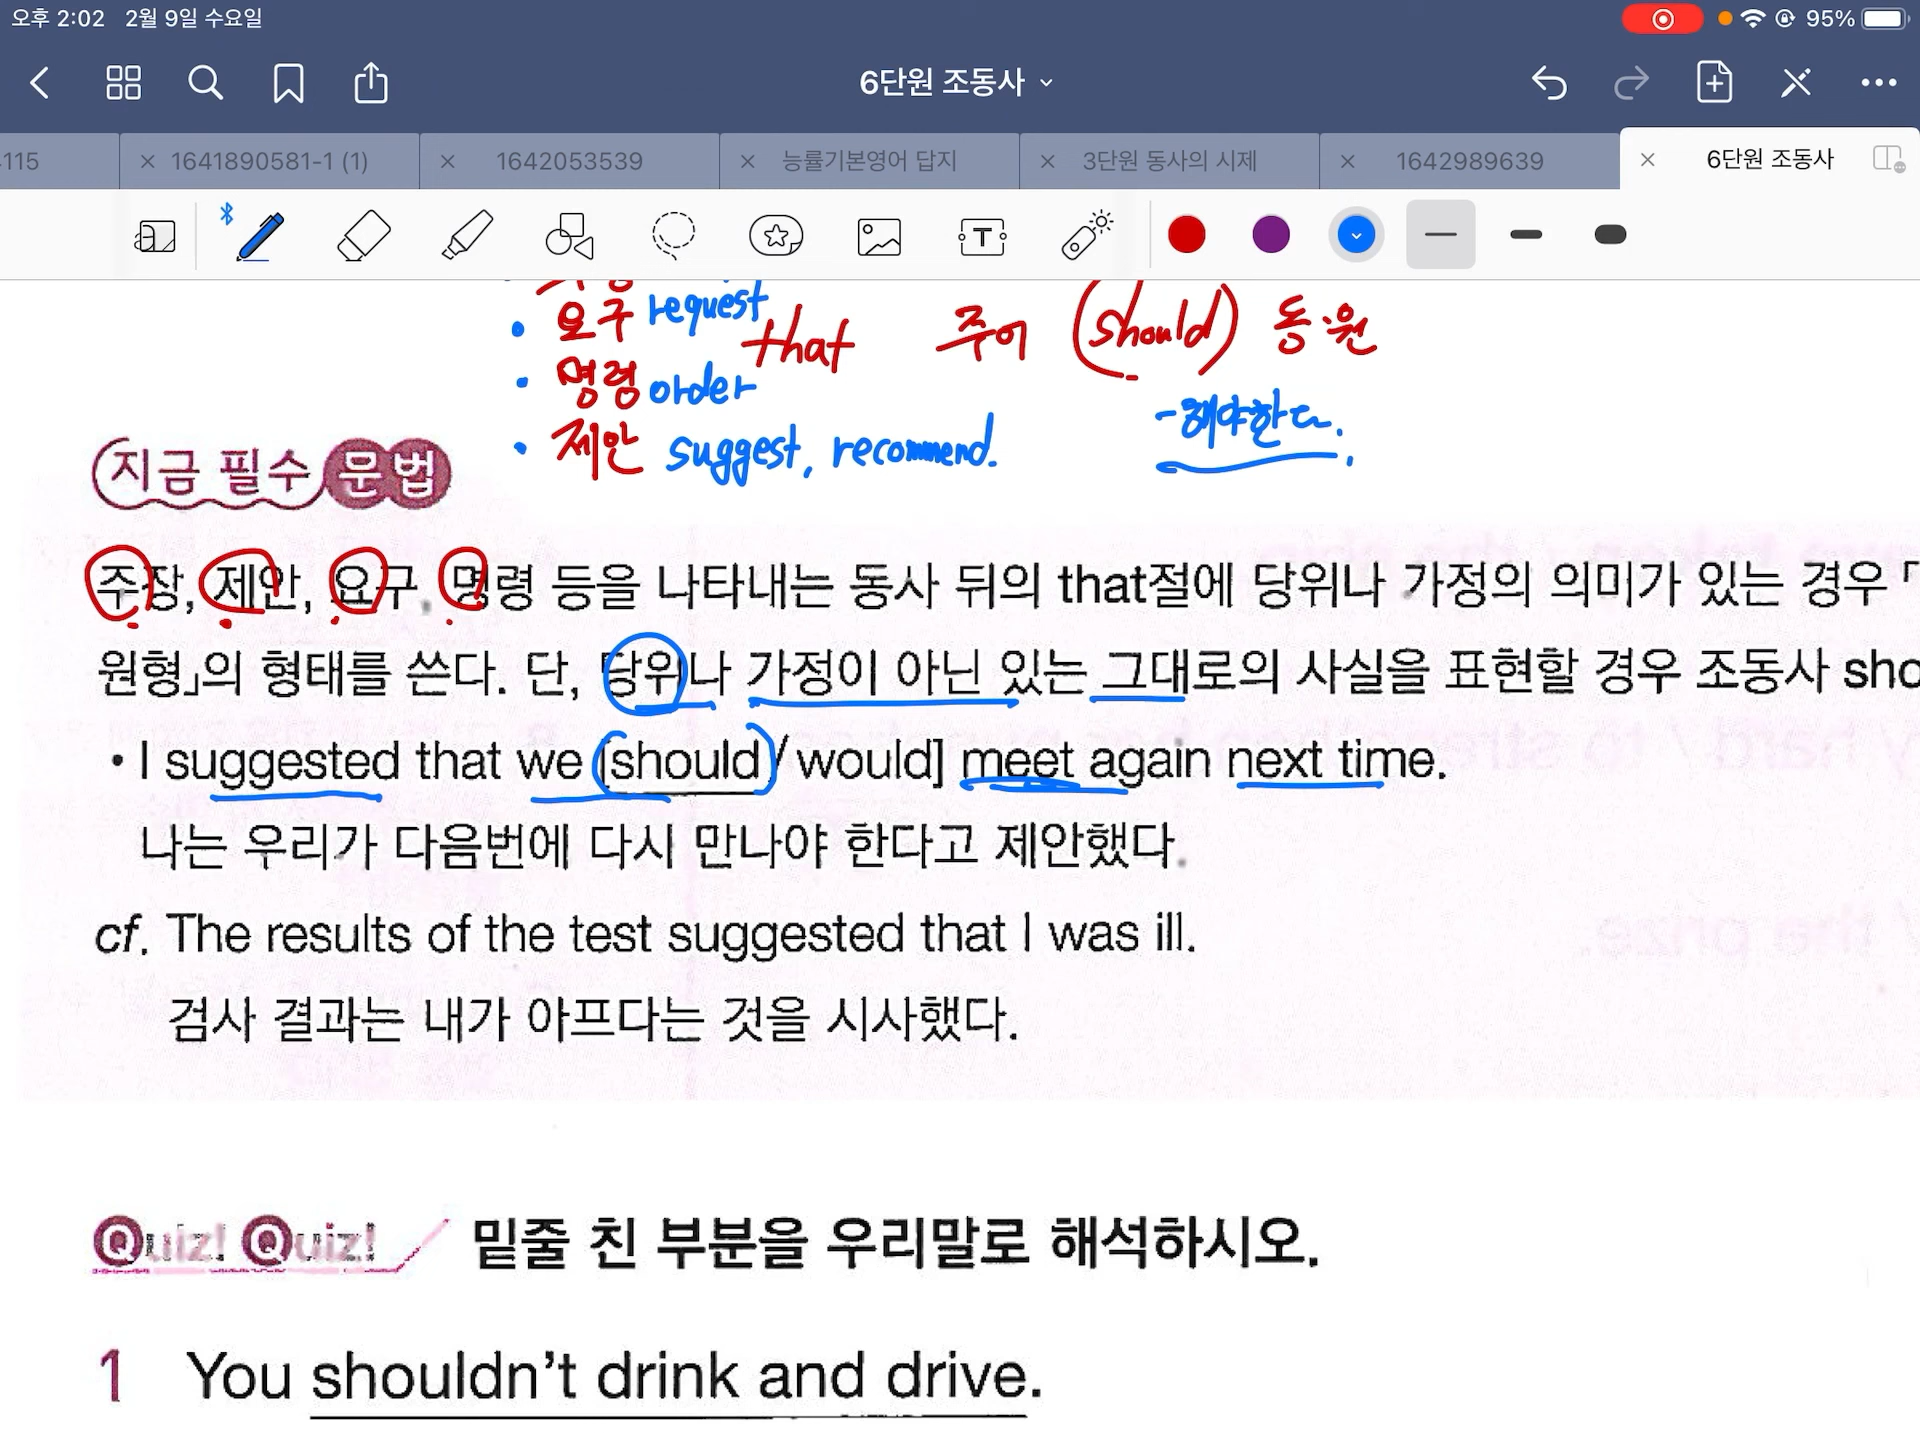 오후 2:02 2월 9일 수요일 95%
6단원 조동사
115 1641890581-1 (1) 1642053539 능률기본영어 답지 3단원 동사의 시제 1642989639 6단원 조동사
요구 request that 주어 (should) 동·원
명령 order
-해야한다.
제안 suggest, recommend.
지금 필수 문법
주장, 제안, 요구, 명령 등을 나타내는 동사 뒤의 that절에 당위나 가정의 의미가 있는 경우 「
원형」의 형태를 쓴다. 단, 당위나 가정이 아닌 있는 그대로의 사실을 표현할 경우 조동사 sho
• I suggested that we [should / would] meet again next time.
나는 우리가 다음번에 다시 만나야 한다고 제안했다.
cf. The results of the test suggested that I was ill.
검사 결과는 내가 아프다는 것을 시사했다.
Quiz! Quiz! 밑줄 친 부분을 우리말로 해석하시오.
1 You shouldn't drink and drive.